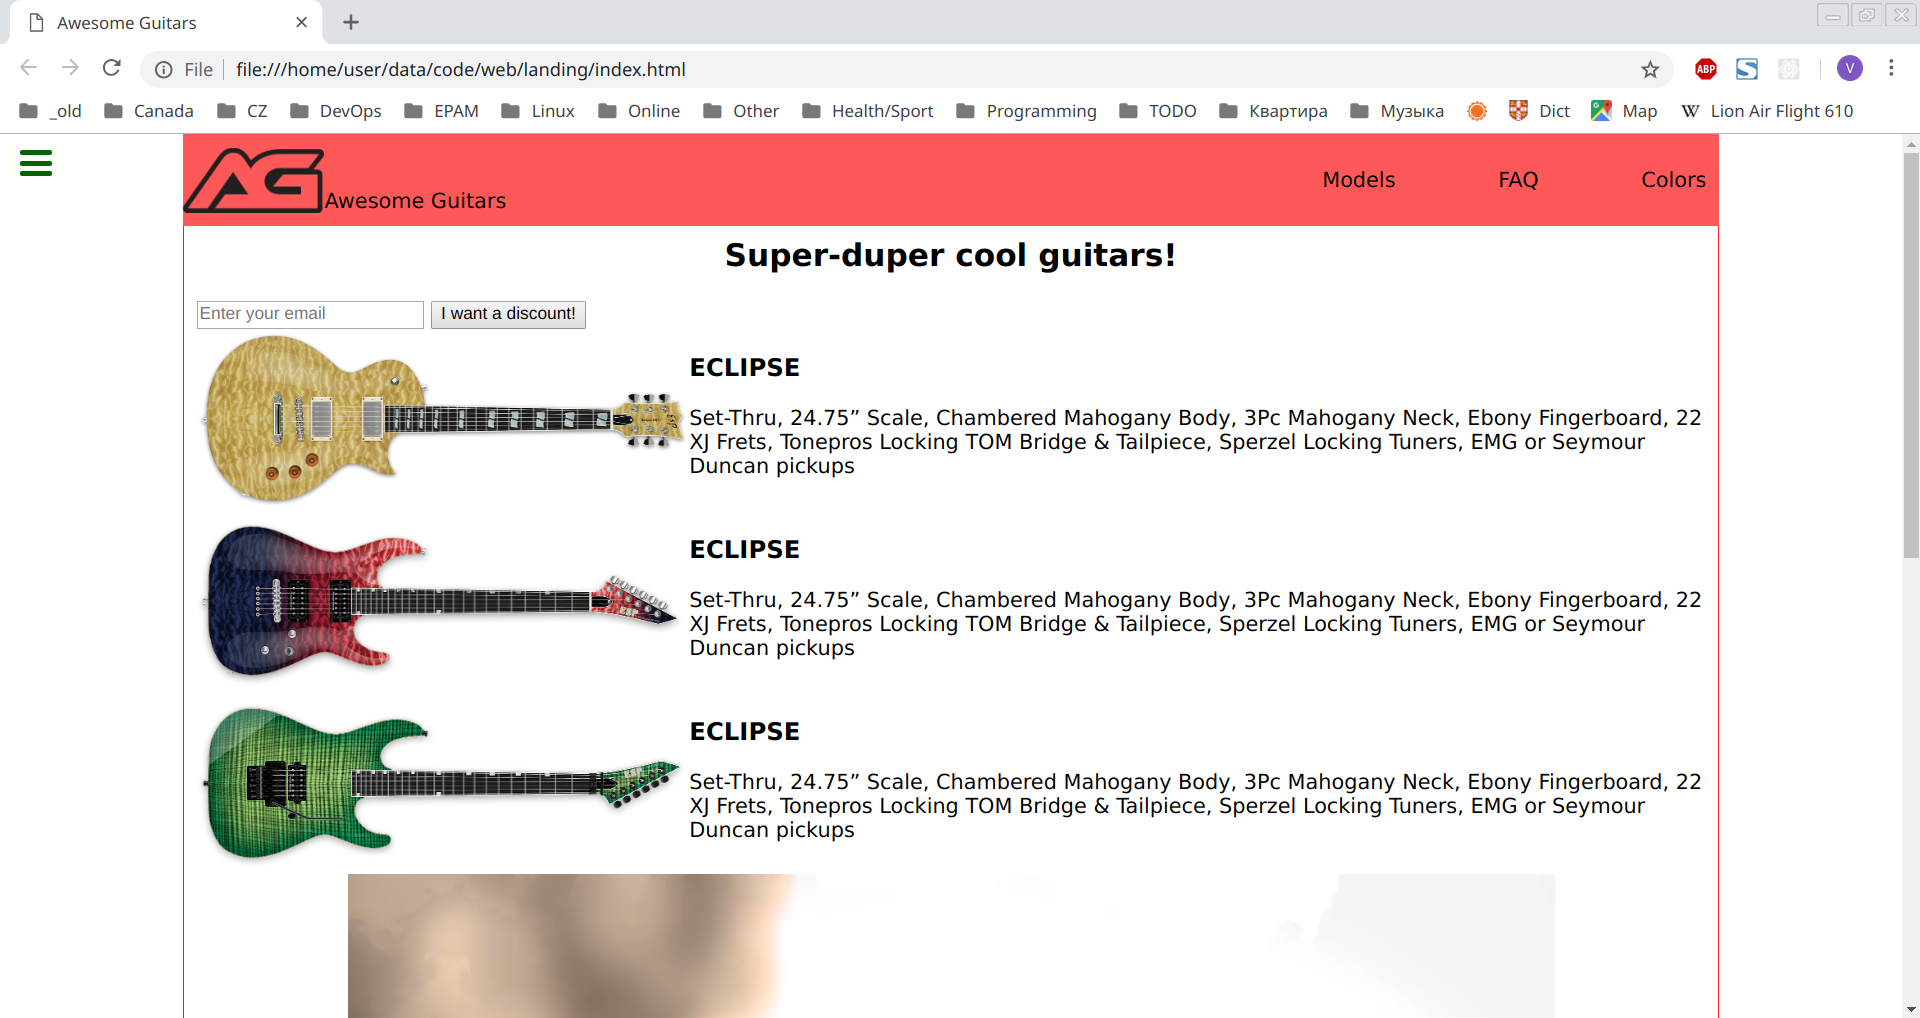 Awesome Guitars
File
file:///home/user/data/code/web/landing/index.html
ABP
S
V
_old
Canada
CZ
DevOps
EPAM
Linux
Online
Other
Health/Sport
Programming
TODO
Квартира
Музыка
Dict
Map
W
Lion Air Flight 610
AG
Awesome Guitars
Models
FAQ
Colors
Super-duper cool guitars!
Enter your email
I want a discount!
ECLIPSE
Set-Thru, 24.75” Scale, Chambered Mahogany Body, 3Pc Mahogany Neck, Ebony Fingerboard, 22
XJ Frets, Tonepros Locking TOM Bridge & Tailpiece, Sperzel Locking Tuners, EMG or Seymour
Duncan pickups
ECLIPSE
Set-Thru, 24.75” Scale, Chambered Mahogany Body, 3Pc Mahogany Neck, Ebony Fingerboard, 22
XJ Frets, Tonepros Locking TOM Bridge & Tailpiece, Sperzel Locking Tuners, EMG or Seymour
Duncan pickups
ECLIPSE
Set-Thru, 24.75” Scale, Chambered Mahogany Body, 3Pc Mahogany Neck, Ebony Fingerboard, 22
XJ Frets, Tonepros Locking TOM Bridge & Tailpiece, Sperzel Locking Tuners, EMG or Seymour
Duncan pickups